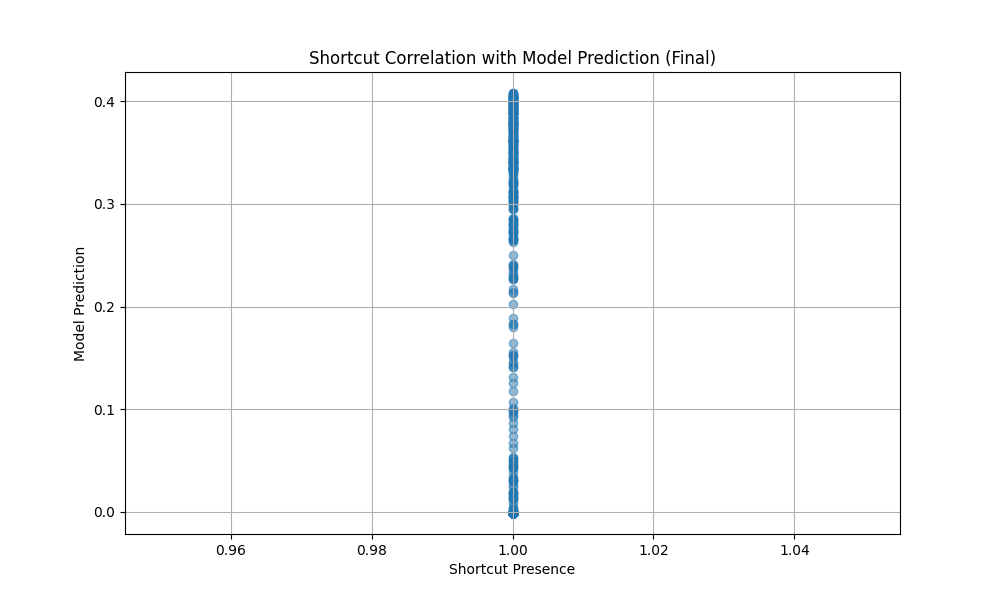 Shortcut Correlation with Model Prediction (Final)
Model Prediction
0.4
0.3
0.2
0.1
0.0
0.96 0.98 1.00 1.02 1.04
Shortcut Presence